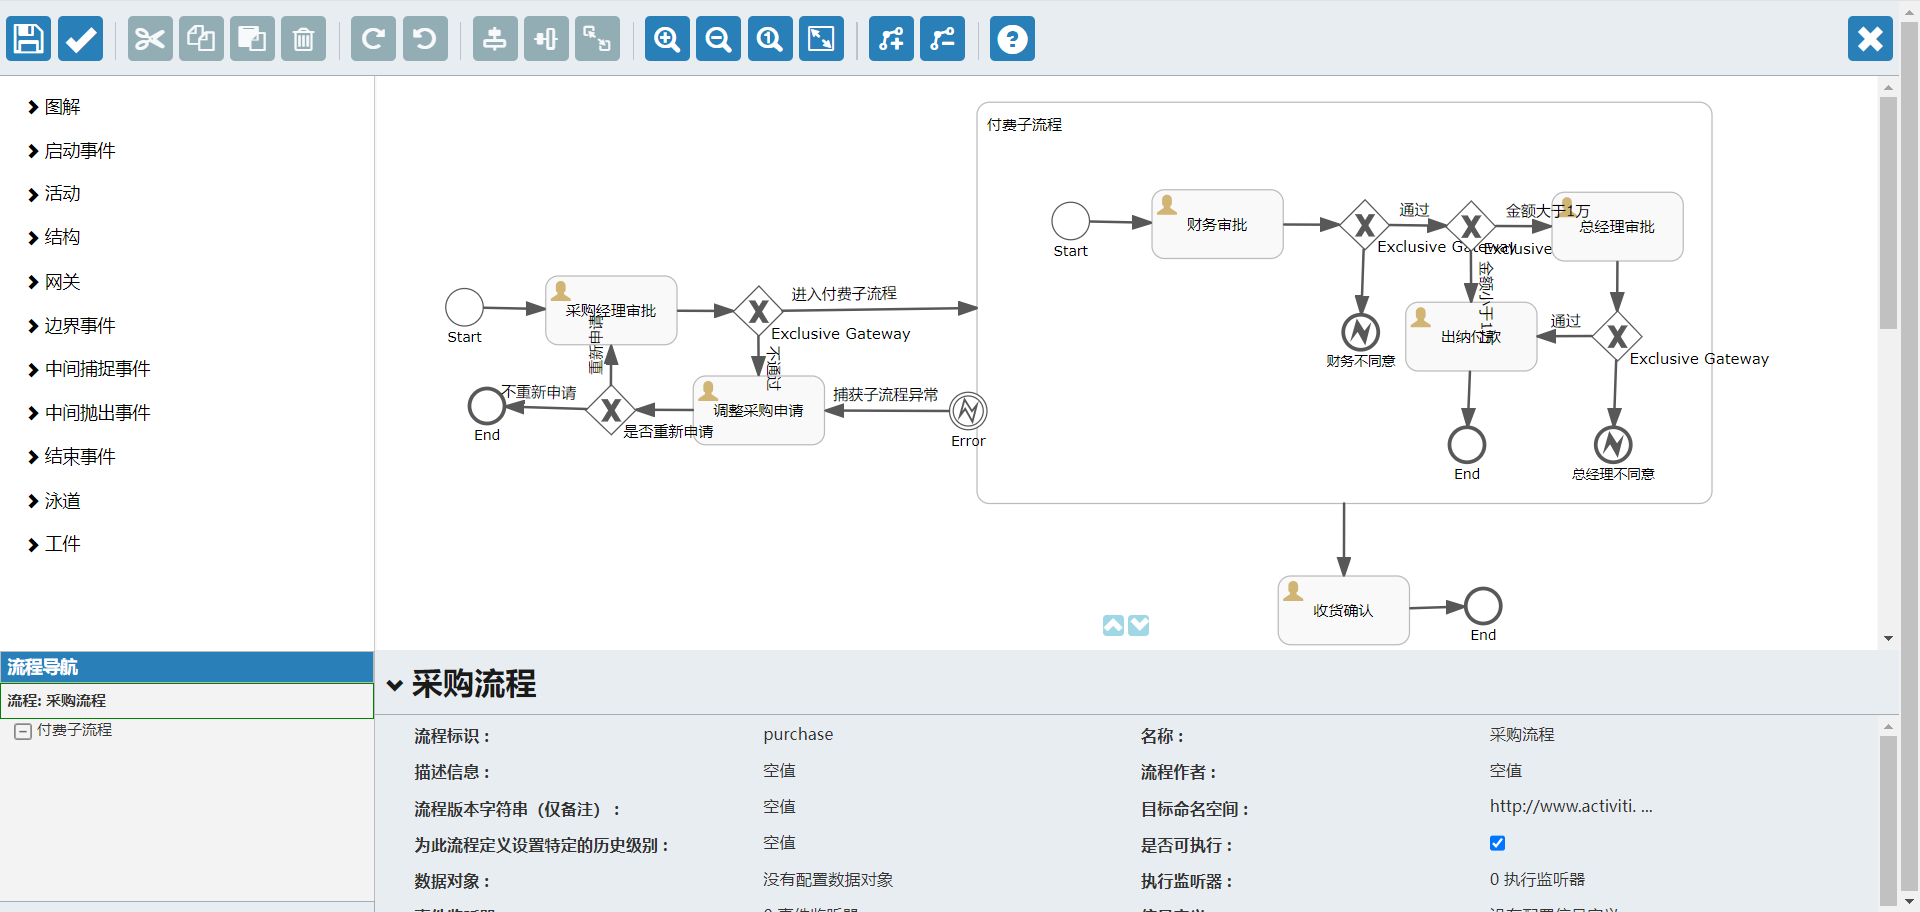 图解
启动事件
活动
结构
网关
边界事件
中间捕捉事件
中间抛出事件
结束事件
泳道
工件
流程导航
流程: 采购流程
付费子流程
付费子流程
Start
财务审批
通过
Exclusive Gateway
金额大于1万
Exclusive
总经理审批
财务不同意
金额小于1万
出纳付款
通过
Exclusive Gateway
End
总经理不同意
Start
采购经理审批
进入付费子流程
Exclusive Gateway
重新申请
不通过
不重新申请
End
是否重新申请
调整采购申请
捕获子流程异常
Error
收货确认
End
采购流程
流程标识：
purchase
名称：
采购流程
描述信息：
空值
流程作者：
空值
流程版本字符串（仅备注）：
空值
目标命名空间：
http://www.activiti. ...
为此流程定义设置特定的历史级别：
空值
是否可执行：
数据对象：
没有配置数据对象
执行监听器：
0 执行监听器